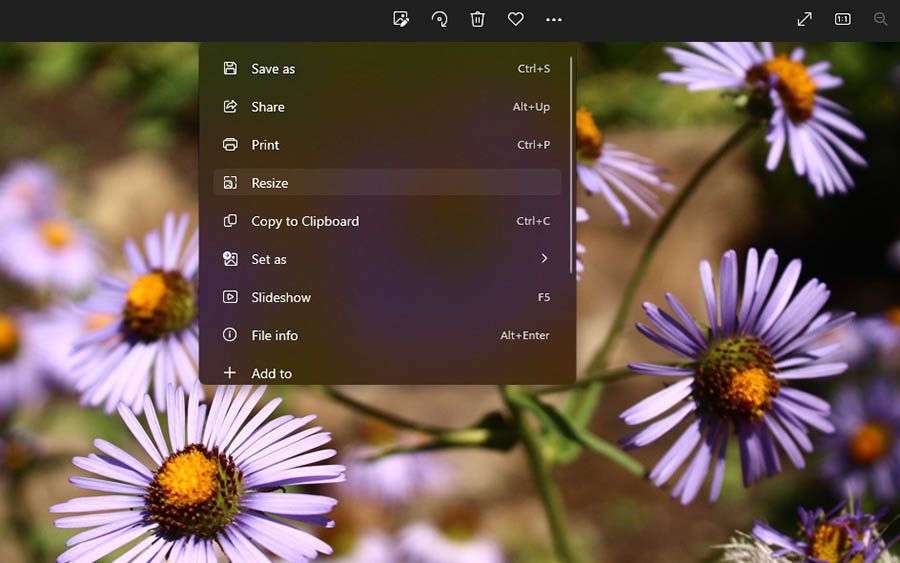 1:1
Save as Ctrl+S
Share Alt+Up
Print Ctrl+P
Resize
Copy to Clipboard Ctrl+C
Set as
Slideshow F5
File info Alt+Enter
Add to